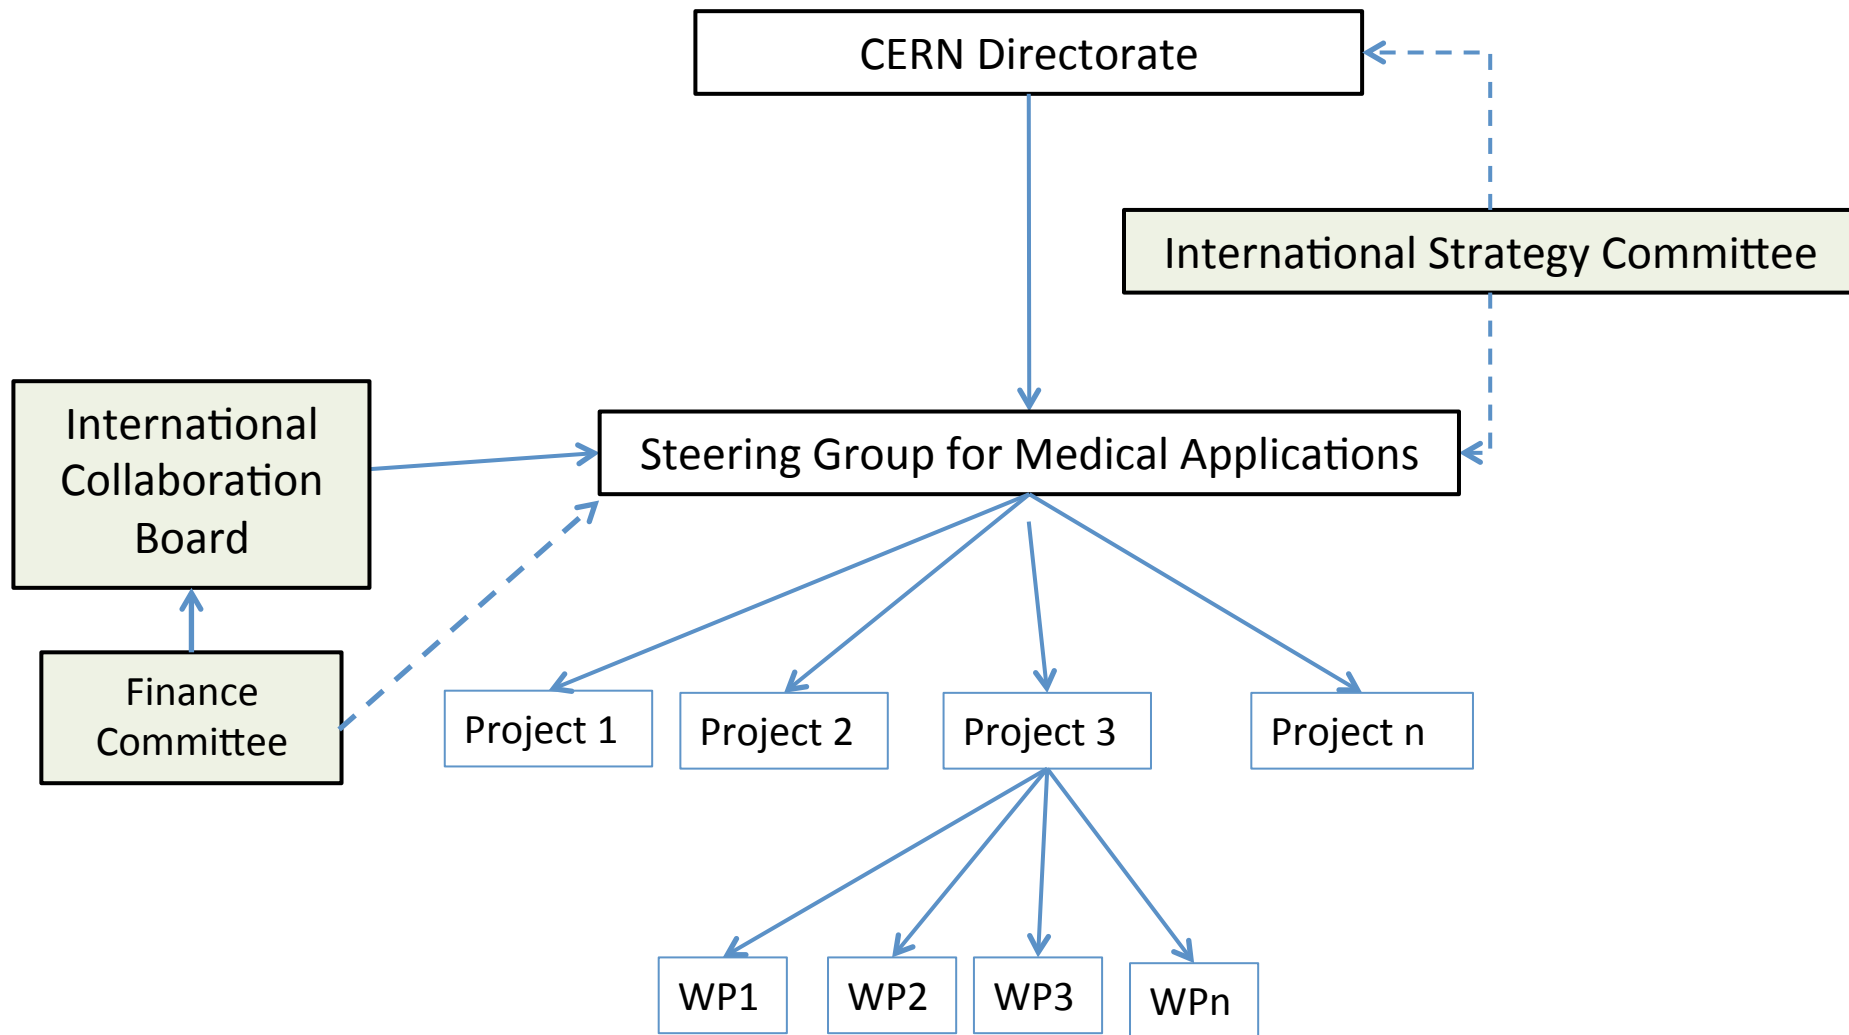 CERN Directorate
International Strategy Committee
International
Collaboration
Board
Steering Group for Medical Applications
Finance
Committee
Project 1
Project 2
Project 3
Project n
WP1
WP2
WP3
WPn